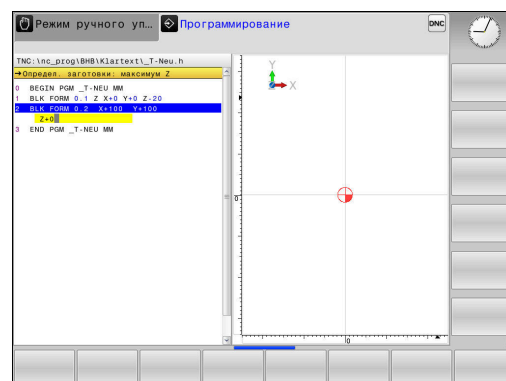 Режим ручного уп...
Программирование
DNC
TNC:\nc_prog\BHB\Klartext\_T-Neu.h
→Определ. заготовки: максимум Z
0 BEGIN PGM _T-NEU MM
1 BLK FORM 0.1 Z X+0 Y+0 Z-20
2 BLK FORM 0.2 X+100 Y+100
Z+0
3 END PGM _T-NEU MM
Y
X
0
0